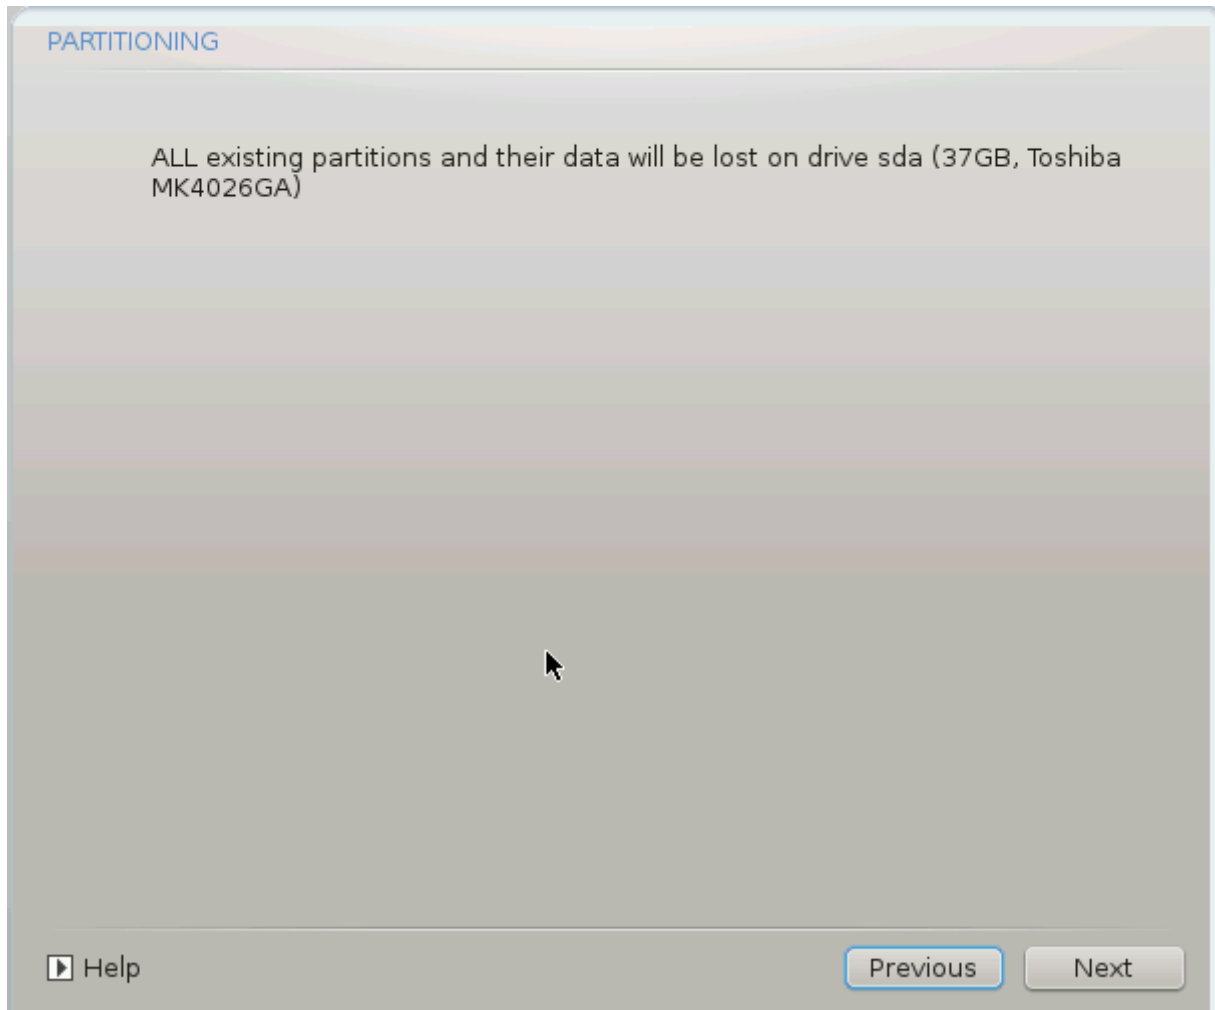 PARTITIONING
ALL existing partitions and their data will be lost on drive sda (37GB, Toshiba
MK4026GA)
Help
Previous
Next